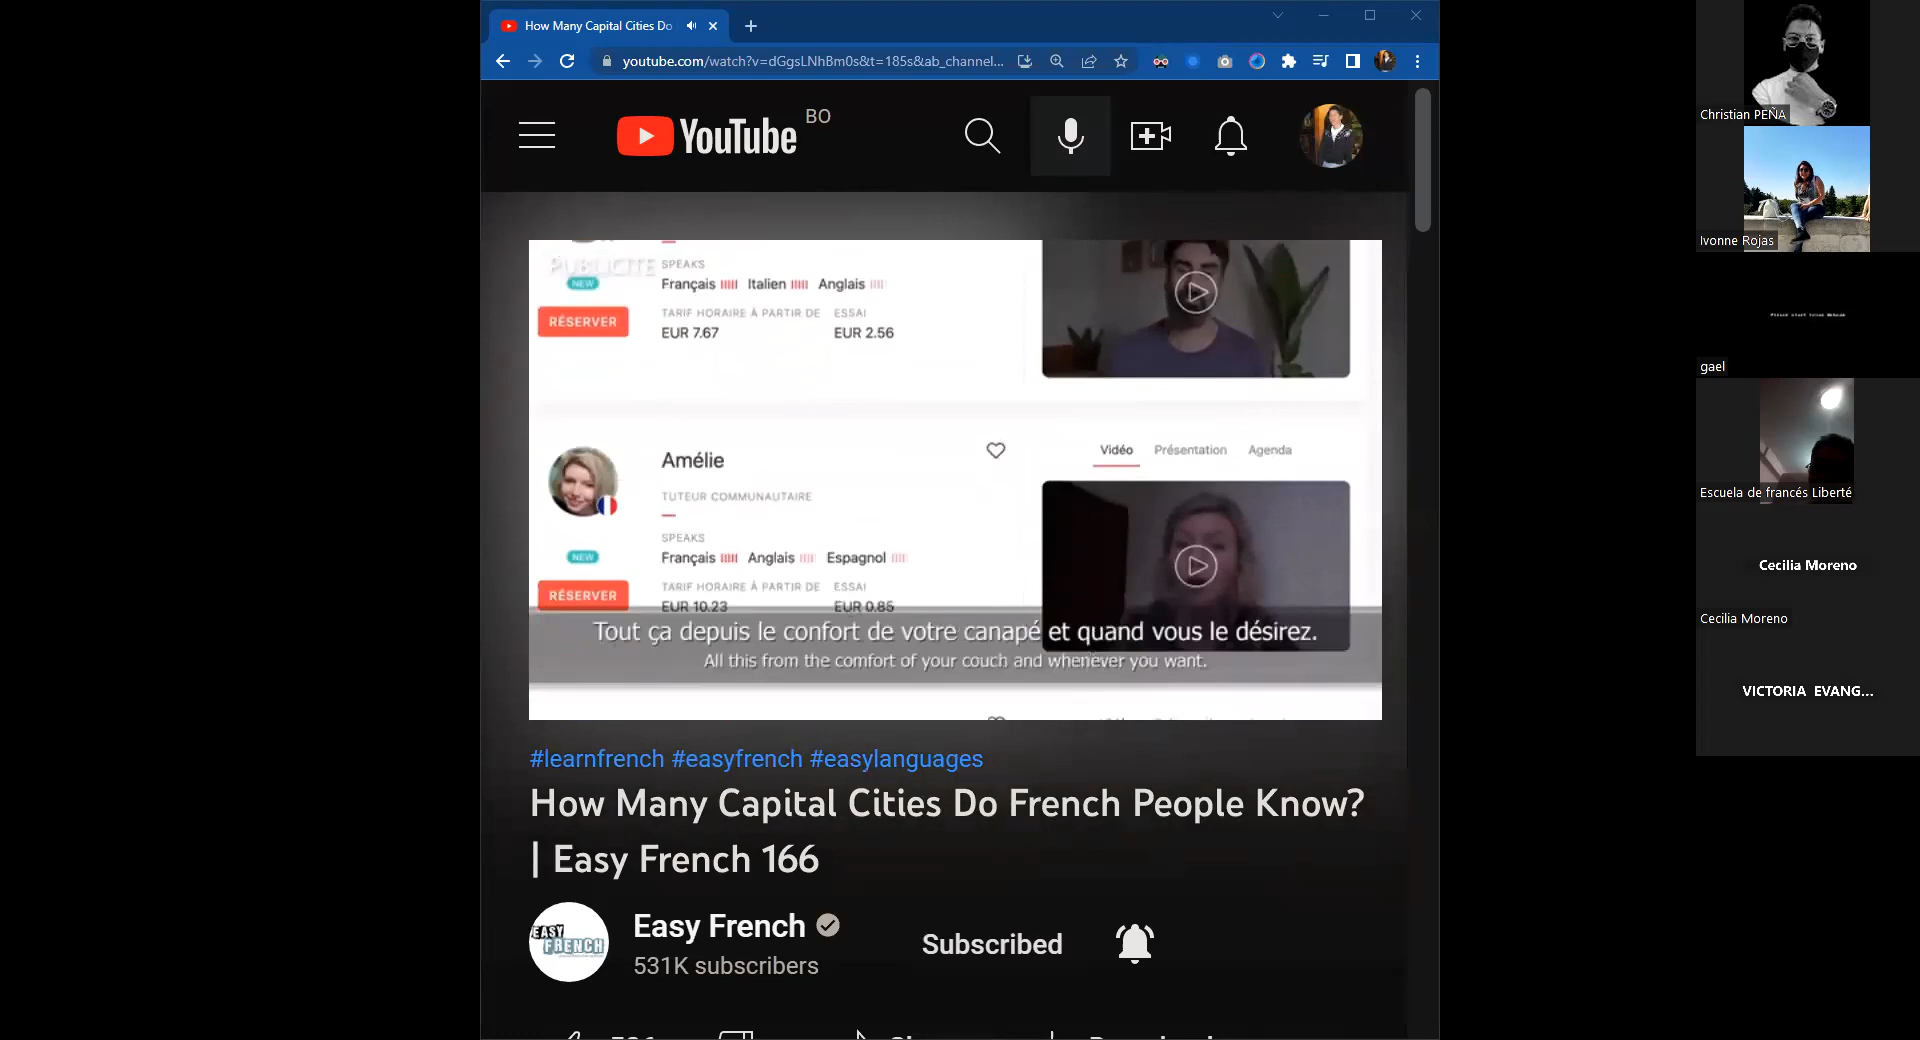 How Many Capital Cities Do
youtube.com/watch?v=dGgsLNhBm0s&t=185s&ab_channel...
YouTube BO
PUBLICITÉ
SPEAKS
NEW
Français Italien Anglais
RÉSERVER
TARIF HORAIRE À PARTIR DE ESSAI
EUR 7.67 EUR 2.56
Amélie
Vidéo Présentation Agenda
TUTEUR COMMUNAUTAIRE
SPEAKS
NEW
Français Anglais Espagnol
RÉSERVER
TARIF HORAIRE À PARTIR DE ESSAI
EUR 10.23 EUR 0.85
Tout ça depuis le confort de votre canapé et quand vous le désirez.
All this from the comfort of your couch and whenever you want.
#learnfrench #easyfrench #easylanguages
How Many Capital Cities Do French People Know?
| Easy French 166
EASY FRENCH
Easy French
531K subscribers
Subscribed
Christian PEÑA
Ivonne Rojas
gael
Escuela de francés Liberté
Cecilia Moreno
Cecilia Moreno
VICTORIA EVANG...